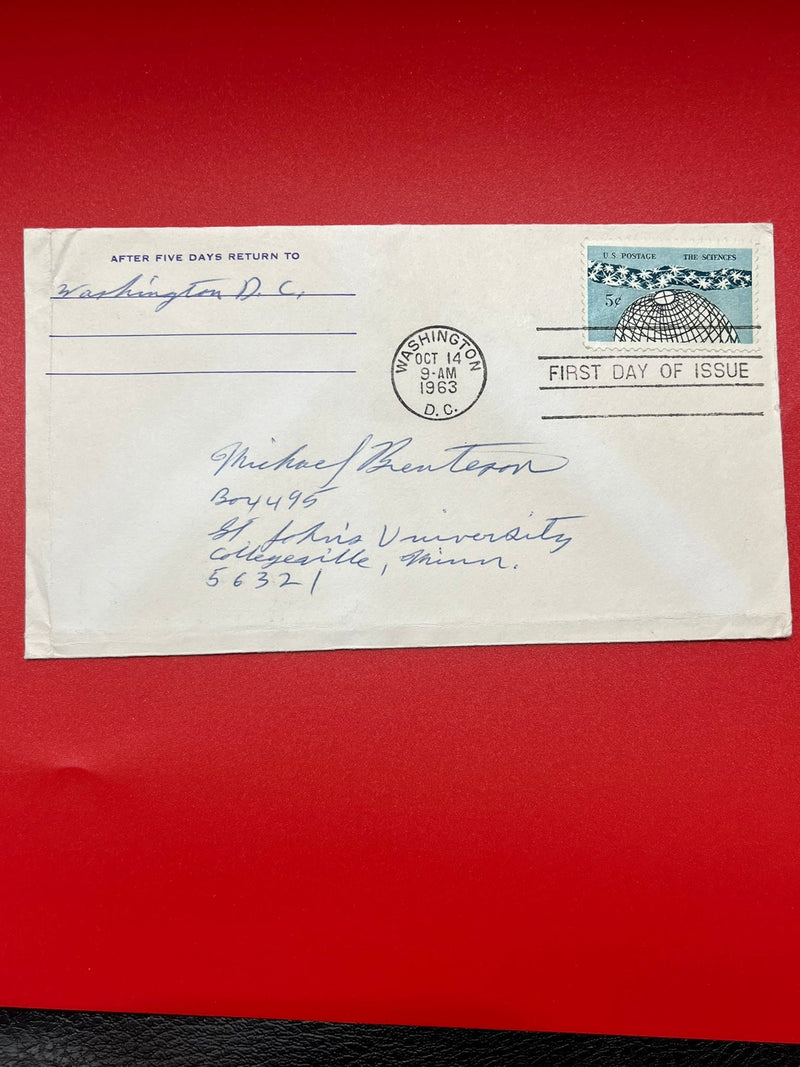 AFTER FIVE DAYS RETURN TO
Washington D. C.
U.S. POSTAGE THE SCIENCES
5¢
WASHINGTON
OCT 14
9-AM
1963
D. C.
FIRST DAY OF ISSUE
Michael
Box 495
St John's University
Collegeville, Minn.
56321